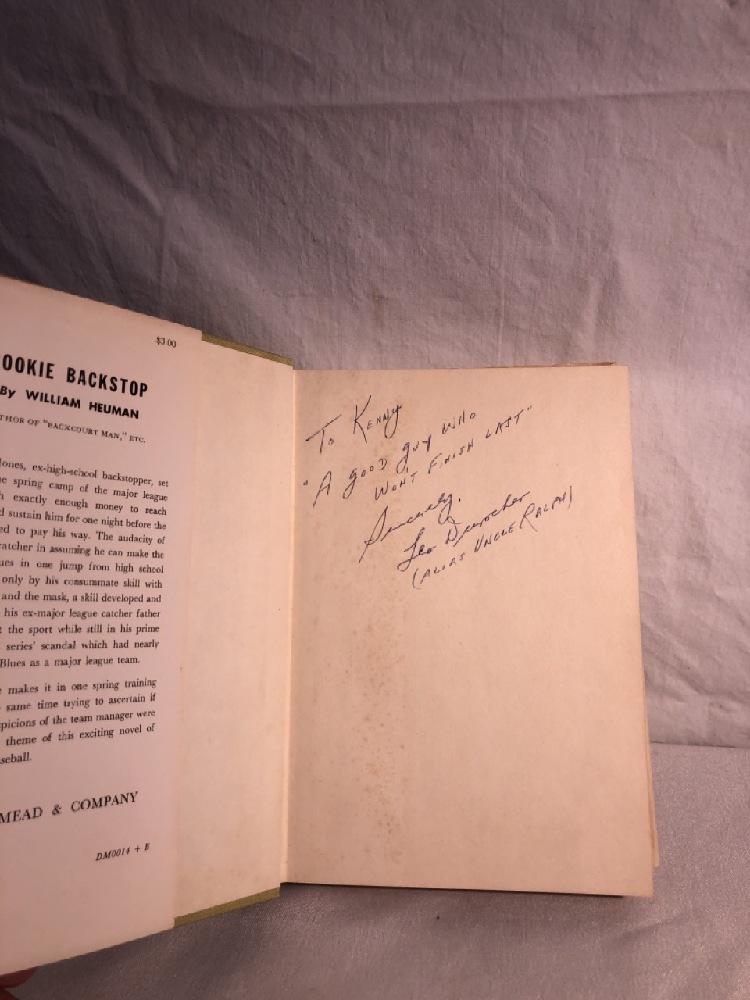 $3.00
OOKIE BACKSTOP
By WILLIAM HEUMAN
THOR OF "BACKCOURT MAN," ETC.
Jones, ex-high-school backstopper, set
e spring camp of the major league
h exactly enough money to reach
d sustain him for one night before the
ed to pay his way. The audacity of
catcher in assuming he can make the
ues in one jump from high school
only by his consummate skill with
and the mask, a skill developed and
his ex-major league catcher father
t the sport while still in his prime
series' scandal which had nearly
Blues as a major league team.
e makes it in one spring training
same time trying to ascertain if
spicions of the team manager were
theme of this exciting novel of
seball.
MEAD & COMPANY
DM0014 + B
To Kenny
"A good guy who
wont finish last"
Sincerely,
Leo Durocher
(alias Uncle Ralph)